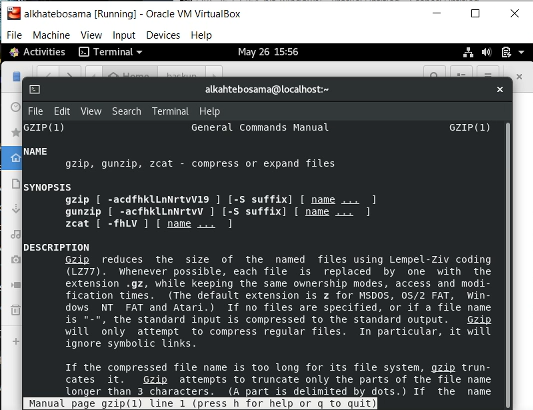 alkhatebosama [Running] - Oracle VM VirtualBox
File Machine View Input Devices Help
Activities Terminal May 26 15:56
Home backup
alkahtebosama@localhost:~
File Edit View Search Terminal Help
GZIP(1) General Commands Manual GZIP(1)
NAME
gzip, gunzip, zcat - compress or expand files
SYNOPSIS
gzip [ -acdfhklLnNrtvV19 ] [-S suffix] [ name ... ]
gunzip [ -acfhklLnNrtvV ] [-S suffix] [ name ... ]
zcat [ -fhLV ] [ name ... ]
DESCRIPTION
Gzip reduces the size of the named files using Lempel-Ziv coding
(LZ77). Whenever possible, each file is replaced by one with the
extension .gz, while keeping the same ownership modes, access and modi-
fication times. (The default extension is z for MSDOS, OS/2 FAT, Win-
dows NT FAT and Atari.) If no files are specified, or if a file name
is "-", the standard input is compressed to the standard output. Gzip
will only attempt to compress regular files. In particular, it will
ignore symbolic links.
If the compressed file name is too long for its file system, gzip trun-
cates it. Gzip attempts to truncate only the parts of the file name
longer than 3 characters. (A part is delimited by dots.) If the name
Manual page gzip(1) line 1 (press h for help or q to quit)